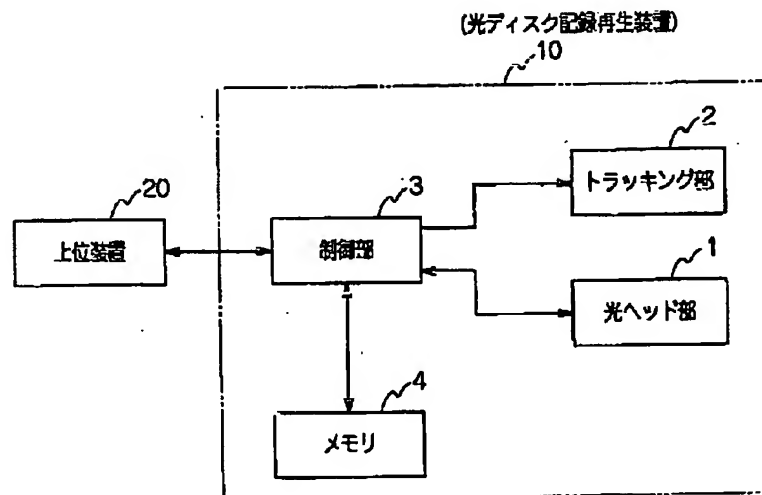 (光ディスク記録再生装置)
10
2
トラッキング部
20
上位装置
3
制御部
1
光ヘッド部
4
メモリ